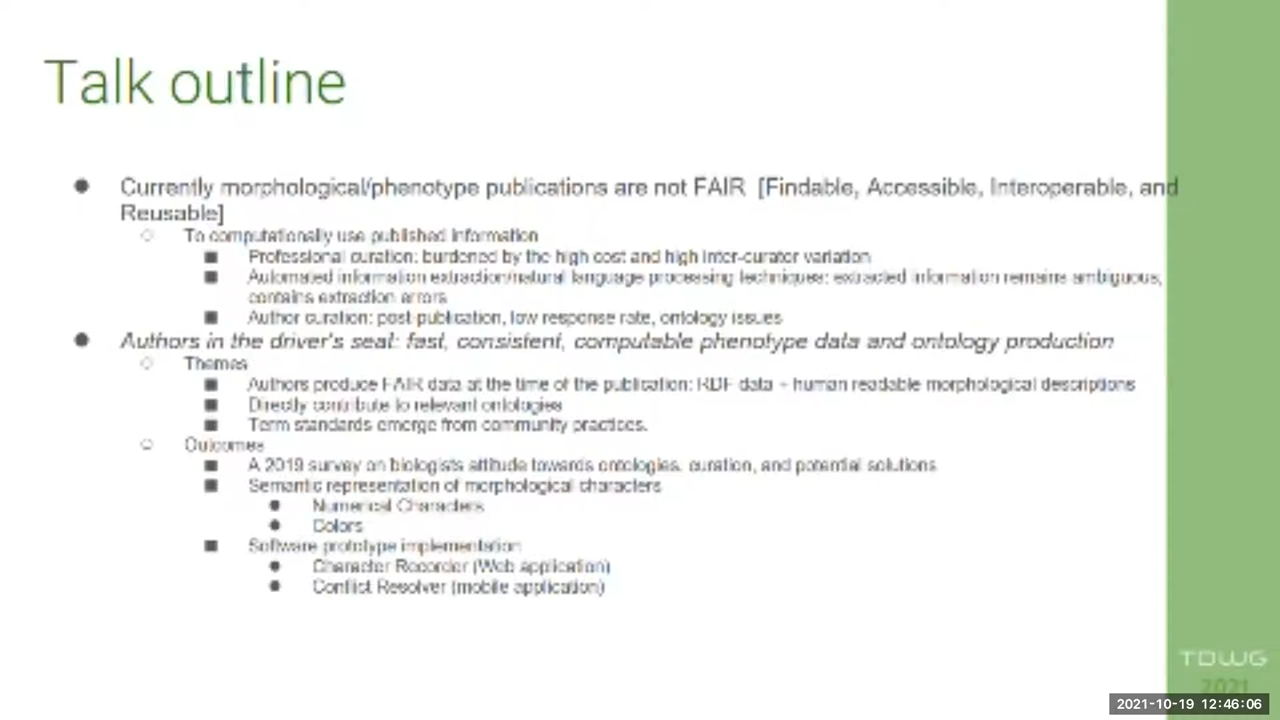 Talk outline
Currently morphological/phenotype publications are not FAIR [Findable, Accessible, Interoperable, and
Reusable]
To computationally use published information
Professional curation: burdened by the high cost and high inter-curator variation
Automated information extraction/natural language processing techniques: extracted information remains ambiguous,
contains extraction errors
Author curation: post-publication, low response rate, ontology issues
Authors in the driver's seat: fast, consistent, computable phenotype data and ontology production
Themes
Authors produce FAIR data at the time of the publication: RDF data + human readable morphological descriptions
Directly contribute to relevant ontologies
Term standards emerge from community practices.
Outcomes
A 2019 survey on biologists attitude towards ontologies, curation, and potential solutions
Semantic representation of morphological characters
Numerical Characters
Colors
Software prototype implementation
Character Recorder (Web application)
Conflict Resolver (mobile application)
TDWG
2021
2021-10-19 12:46:06